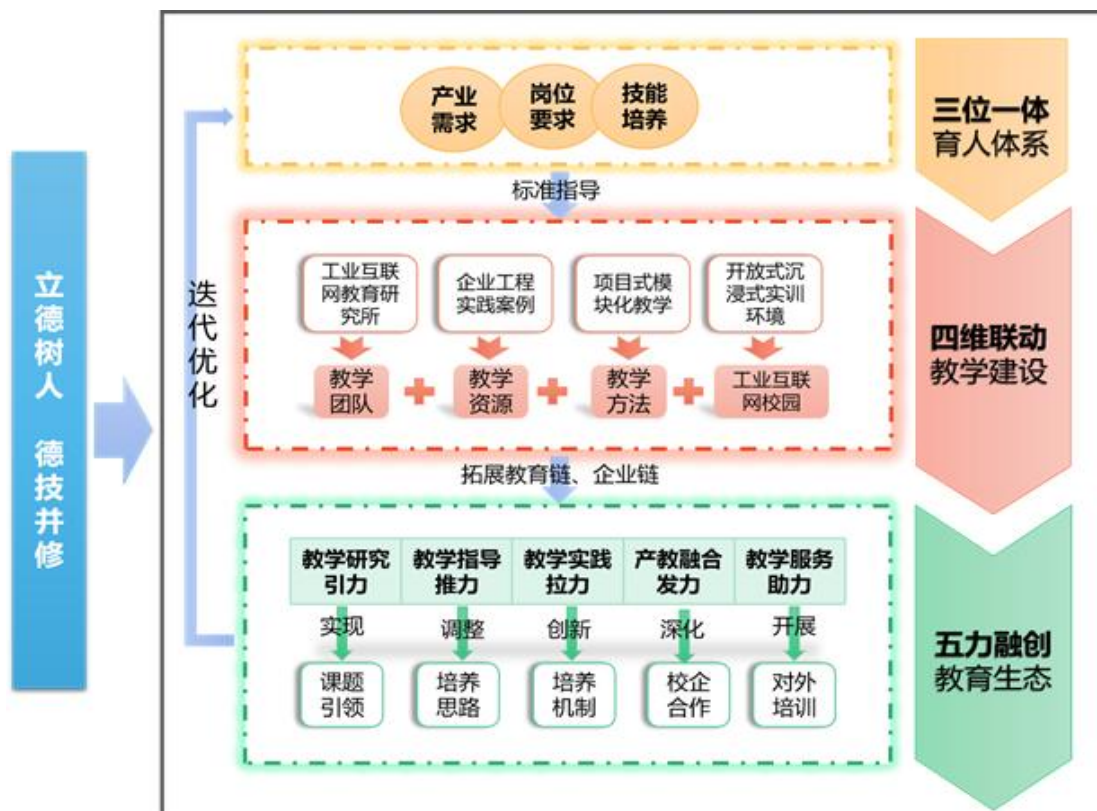 立德树人 德技并修
迭代优化
产业
需求
岗位
要求
技能
培养
三位一体
育人体系
标准指导
工业互联
网教育研
究所
企业工程
实践案例
项目式模
块化教学
开放式沉
浸式实训
环境
教学
团队
教学
资源
教学
方法
工业互联
网校园
四维联动
教学建设
拓展教育链、企业链
教学研究
引力
教学指导
推力
教学实践
拉力
产教融合
发力
教学服务
助力
实现
调整
创新
深化
开展
课题
引领
培养
思路
培养
机制
校企
合作
对外
培训
五力融创
教育生态